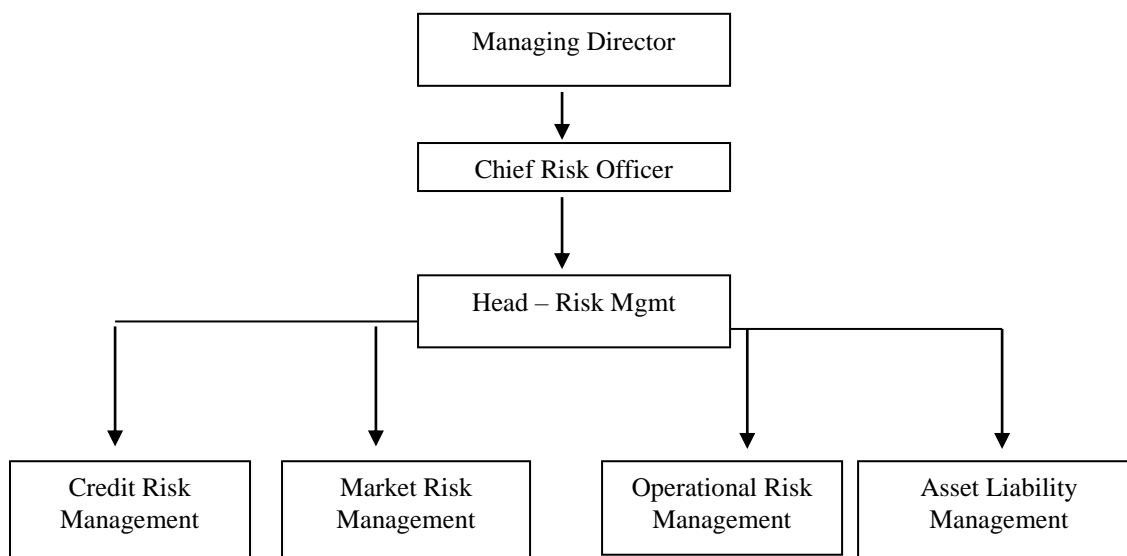 Managing Director
Chief Risk Officer
Head – Risk Mgmt
Credit Risk
Management
Market Risk
Management
Operational Risk
Management
Asset Liability
Management